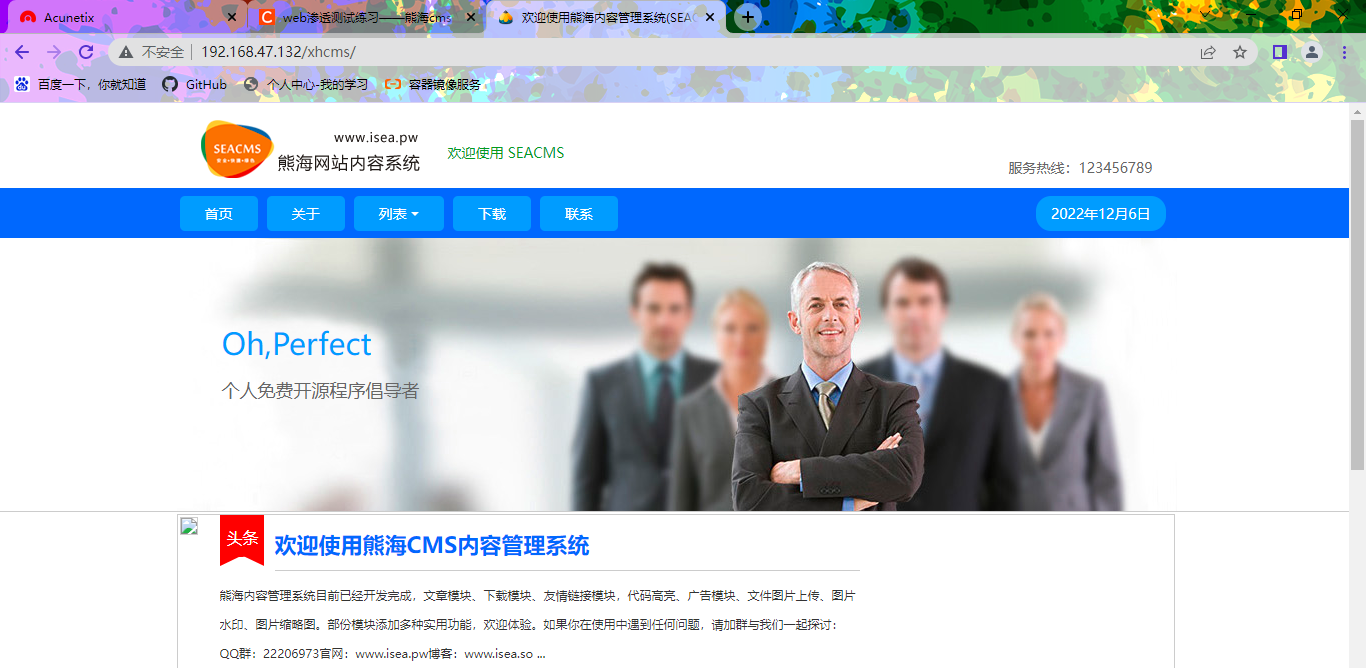 Acunetix
web渗透测试练习——熊海cms
欢迎使用熊海内容管理系统(SEAC
不安全
192.168.47.132/xhcms/
百度一下，你就知道
GitHub
个人中心-我的学习
容器镜像服务
SEACMS
www.isea.pw
熊海网站内容系统
欢迎使用 SEACMS
服务热线：123456789
首页
关于
列表
下载
联系
2022年12月6日
Oh,Perfect
个人免费开源程序倡导者
头条
欢迎使用熊海CMS内容管理系统
熊海内容管理系统目前已经开发完成，文章模块、下载模块、友情链接模块，代码高亮、广告模块、文件图片上传、图片
水印、图片缩略图。部份模块添加多种实用功能，欢迎体验。如果你在使用中遇到任何问题，请加群与我们一起探讨：
QQ群：22206973官网：www.isea.pw博客：www.isea.so ...